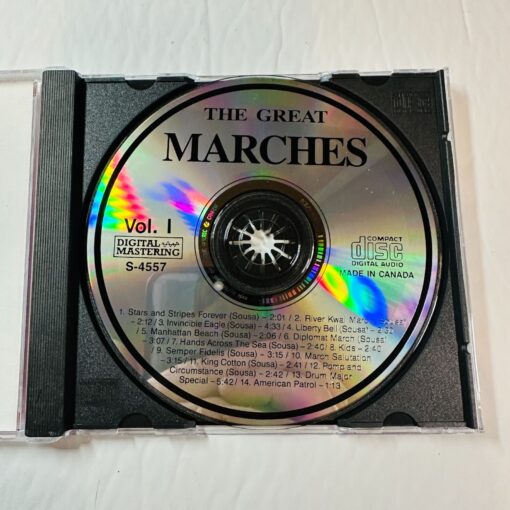 THE GREAT
MARCHES
Vol. I
DIGITAL
MASTERING
S-4557
COMPACT
disc
DIGITAL AUDIO
MADE IN CANADA
1. Stars and Stripes Forever (Sousa) – 2:01 / 2. River Kwai March
– 2:12 / 3. Invincible Eagle (Sousa) – 4:33 / 4. Liberty Bell (Sousa) – 2:32
/ 5. Manhattan Beach (Sousa) – 2:06 / 6. Diplomat March (Sousa)
– 3:07 / 7. Hands Across The Sea (Sousa) – 2:40 / 8. Kids – 2:40
9. Semper Fidelis (Sousa) – 3:15 / 10. March Salutation
– 3:15 / 11. King Cotton (Sousa) – 2:41 / 12. Pomp and
Circumstance (Sousa) – 2:42 / 13. Drum Major
Special – 5:42 / 14. American Patrol – 1:13